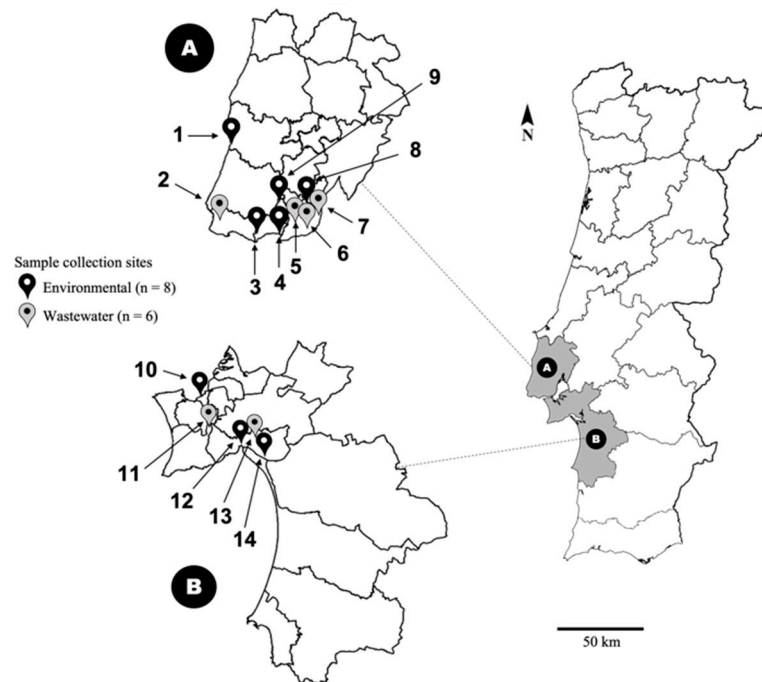 A
9
1
8
2
7
6
5
4
3
Sample collection sites
Environmental (n = 8)
Wastewater (n = 6)
10
11
12
13
14
B
N
A
B
50 km